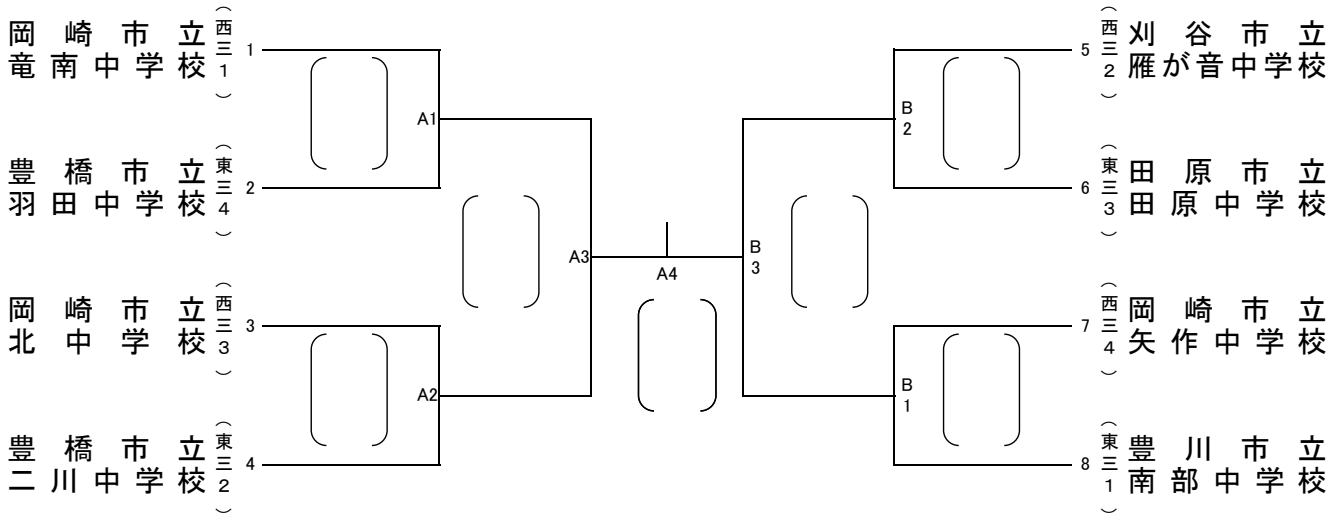 岡崎市立
竜南中学校
（西三1）
1
豊橋市立
羽田中学校
（東三4）
2
岡崎市立
北中学校
（西三3）
3
豊橋市立
二川中学校
（東三2）
4
A1
A2
A3
A4
B3
B2
B1
5
（西三2）
刈谷市立
雁が音中学校
6
（東三3）
田原市立
田原中学校
7
（西三4）
岡崎市立
矢作中学校
8
（東三1）
豊川市立
南部中学校